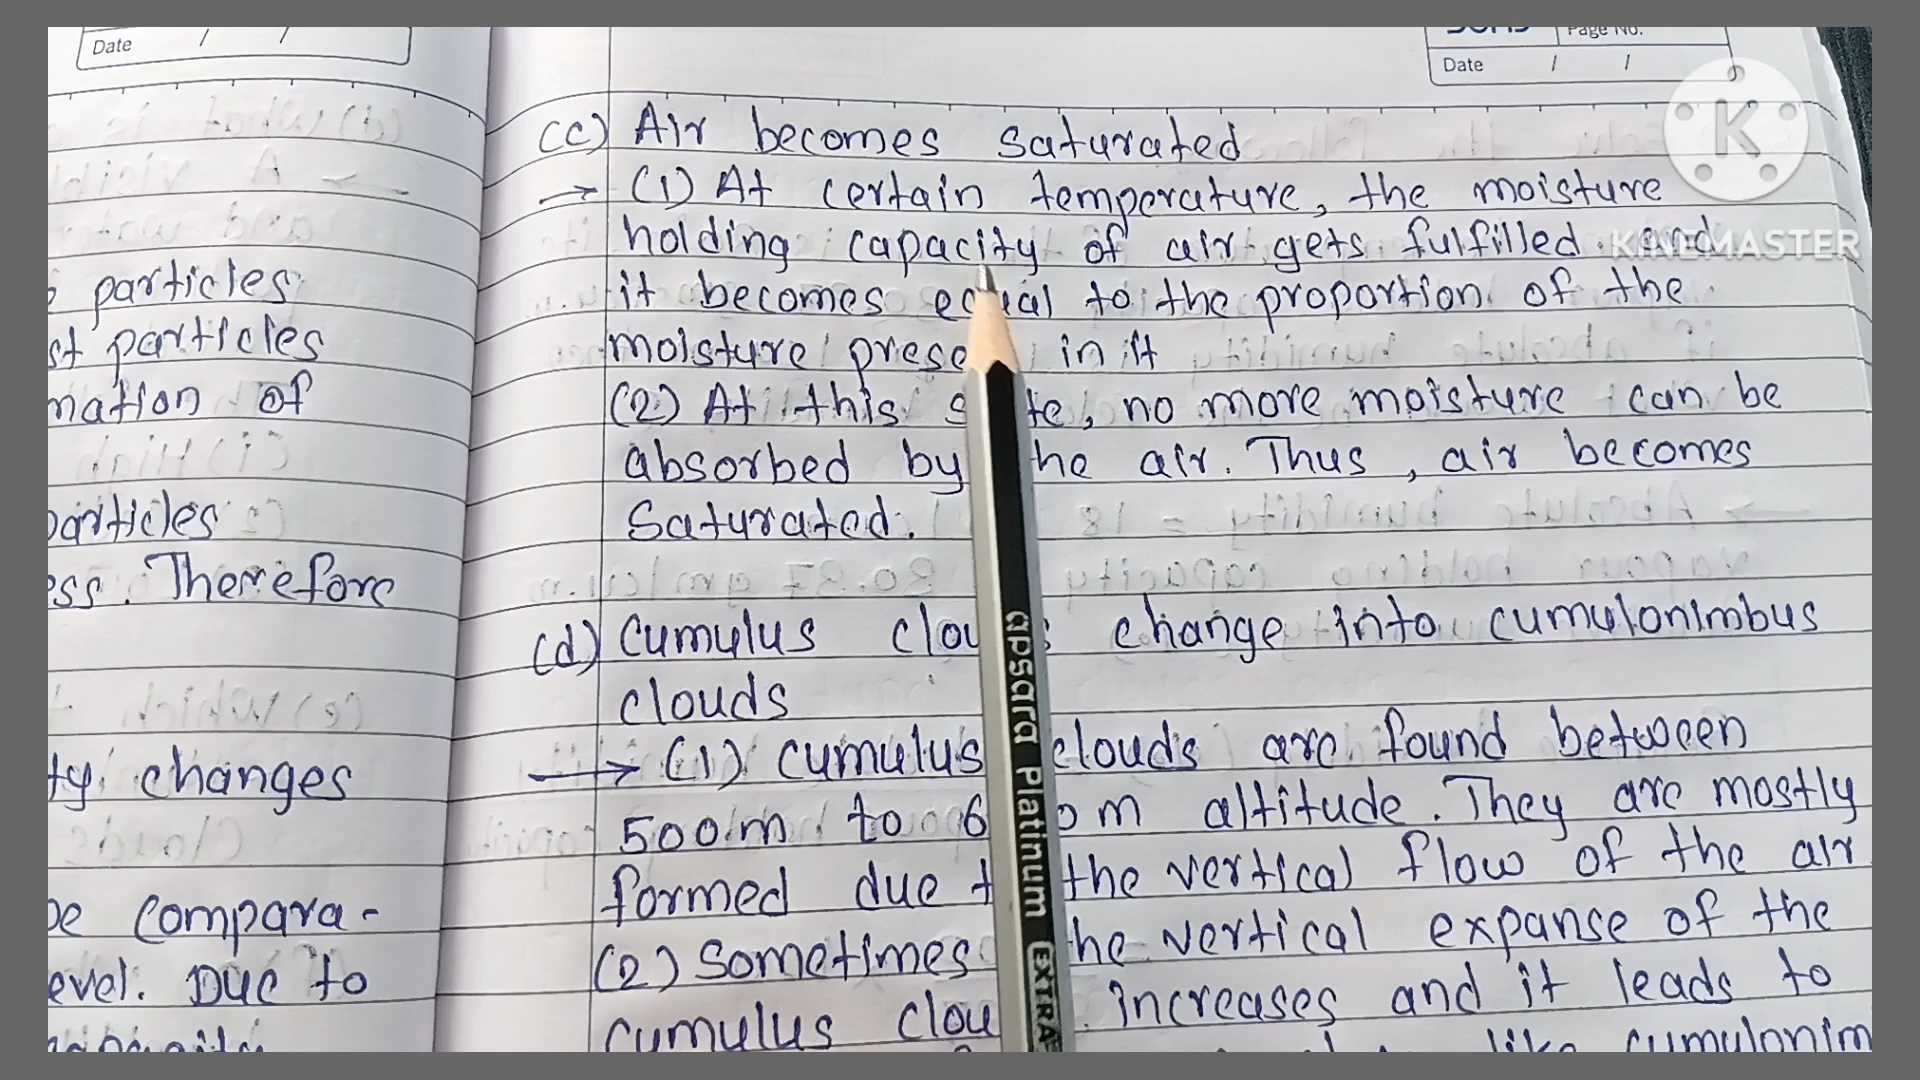 Date / /
Page No.
Date / /
particles
st particles
mation of
particles
ess. Therefore
ty changes
be compara-
evel. Due to
(c) Air becomes saturated
→ (1) At certain temperature, the moisture
holding capacity of air gets fulfilled and
it becomes equal to the proportion of the
moisture prese in it
(2) At this s te, no more moisture can be
absorbed by he air. Thus, air becomes
saturated.
(d) Cumulus clou s change into cumulonimbus
clouds
→ (1) Cumulus clouds are found between
500m to 6 0m altitude. They are mostly
formed due t the vertical flow of the air
(2) Sometimes he vertical expanse of the
cumulus clou increases and it leads to
like cumulonim
KINEMASTER
K
apsara Platinum EXTRA